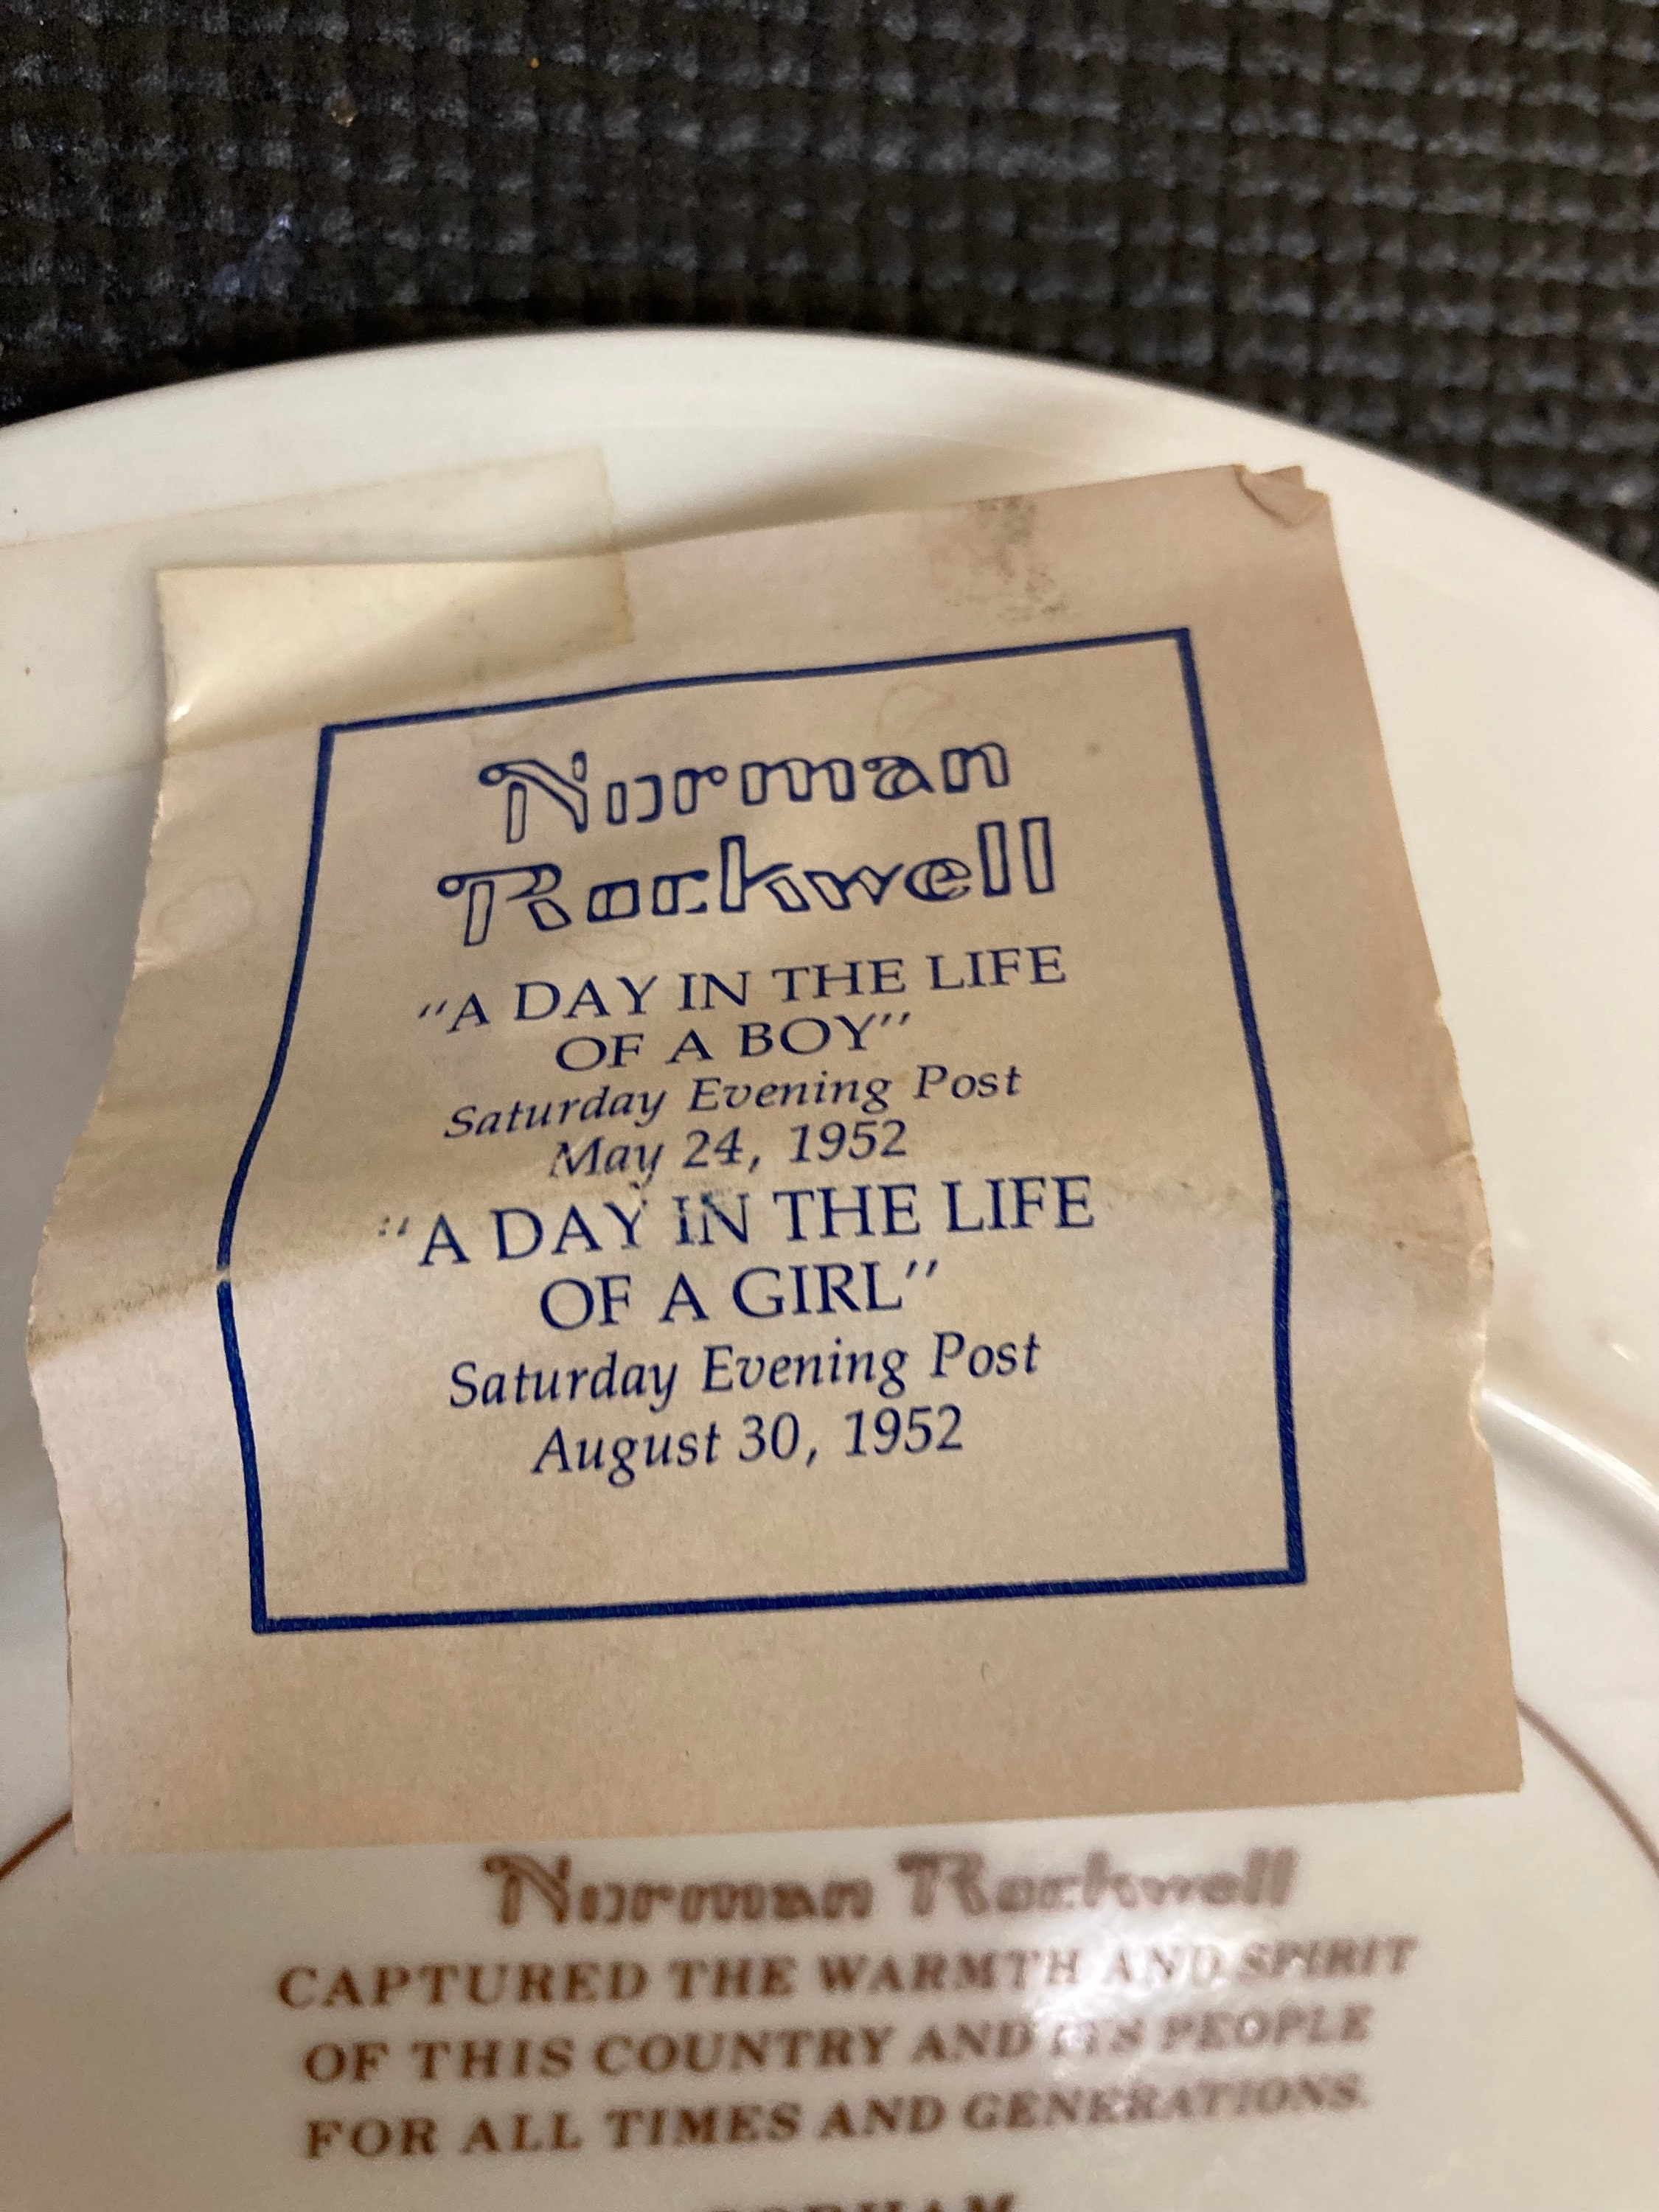 Norman
Rockwell
"A DAY IN THE LIFE
OF A BOY"
Saturday Evening Post
May 24, 1952
"A DAY IN THE LIFE
OF A GIRL"
Saturday Evening Post
August 30, 1952
Norman Rockwell
CAPTURED THE WARMTH AND SPIRIT
OF THIS COUNTRY AND ITS PEOPLE
FOR ALL TIMES AND GENERATIONS.